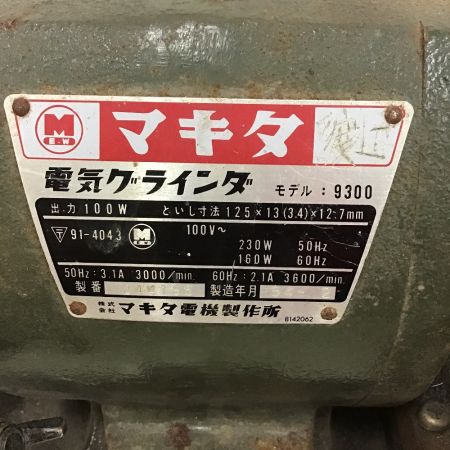 M
E.W
マキタ
電気グラインダ モデル：9300
出力 100W といし寸法 125×13(3.4)×12.7mm
〒 91-4043 M E.W 100V~
230W 50Hz
160W 60Hz
50Hz:3.1A 3000/min. 60Hz:2.1A 3600/min.
製番 製造年月
株式会社 マキタ電機製作所
8142062